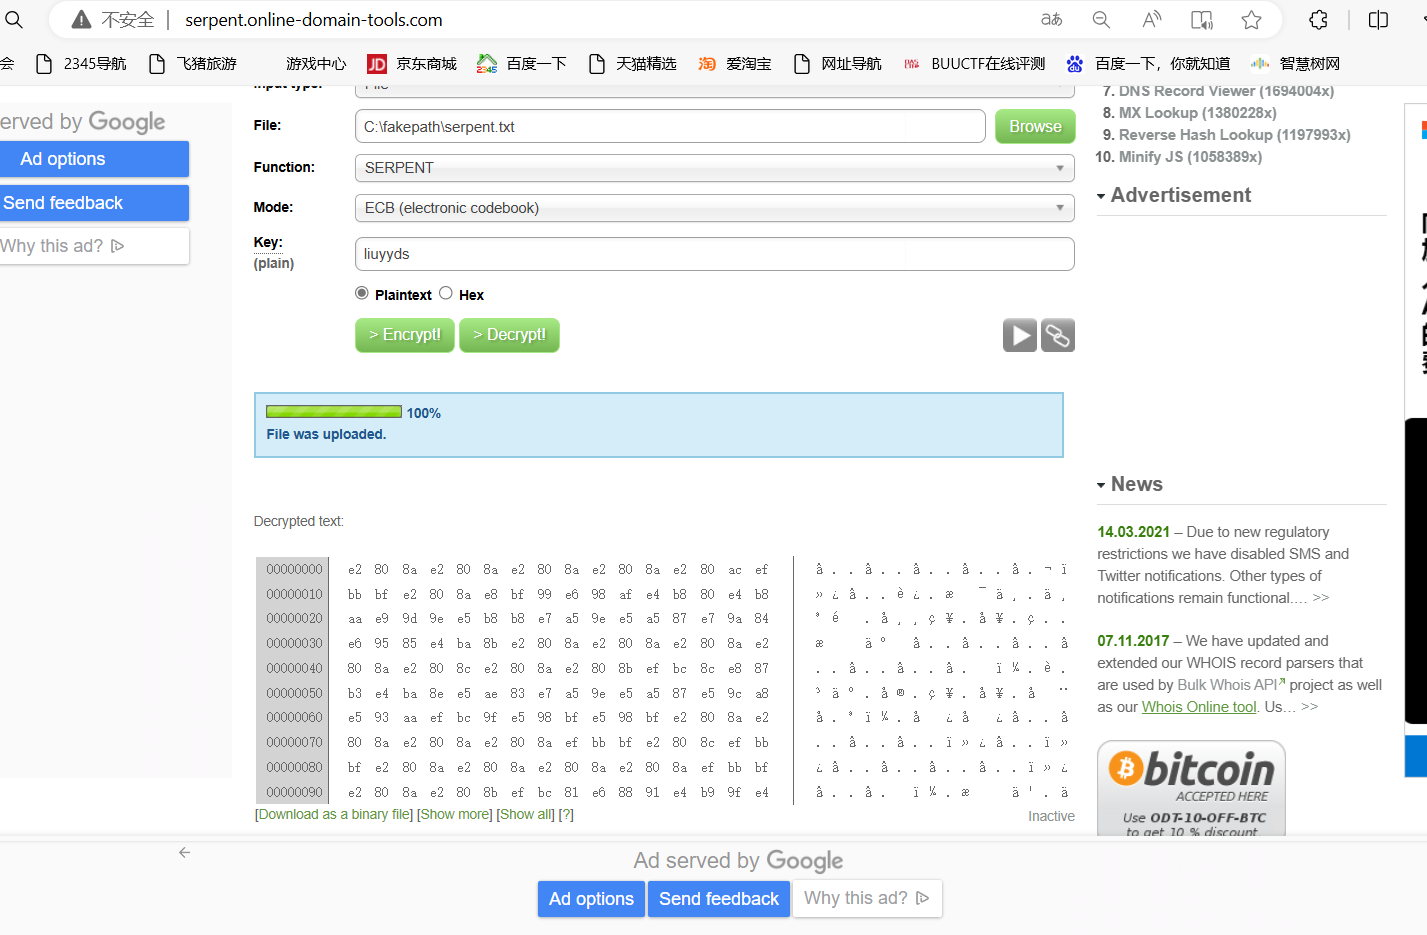 不安全 serpent.online-domain-tools.com
会 2345导航 飞猪旅游 游戏中心 JD 京东商城 2345 百度一下 天猫精选 淘 爱淘宝 网址导航 BUUCTF在线评测 百度一下，你就知道 智慧树网
erved by Google
Ad options
Send feedback
Why this ad?
Input type: File
File: C:\fakepath\serpent.txt Browse
Function: SERPENT
Mode: ECB (electronic codebook)
Key:
(plain)
liuyyds
Plaintext Hex
> Encrypt! > Decrypt!
100%
File was uploaded.
Decrypted text:
00000000 e2 80 8a e2 80 8a e2 80 8a e2 80 8a e2 80 ac ef â..â..â..â..â.¬ï
00000010 bb bf e2 80 8a e8 bf 99 e6 98 af e4 b8 80 e4 b8 »¿â..è¿.æ.¯ä¸.ä¸
00000020 aa e9 9d 9e e5 b8 b8 e7 a5 9e e5 a5 87 e7 9a 84 ªé..å¸¸ç¥.å¥.ç..
00000030 e6 95 85 e4 ba 8b e2 80 8a e2 80 8a e2 80 8a e2 æ..äº.â..â..â..â
00000040 80 8a e2 80 8c e2 80 8a e2 80 8b ef bc 8c e8 87 ..â..â..â..ï¼.è.
00000050 b3 e4 ba 8e e5 ae 83 e7 a5 9e e5 a5 87 e5 9c a8 ³äº.å®.ç¥.å¥.å.¨
00000060 e5 93 aa ef bc 9f e5 98 bf e5 98 bf e2 80 8a e2 å.ªï¼.å.¿å.¿â..â
00000070 80 8a e2 80 8a e2 80 8a ef bb bf e2 80 8c ef bb ..â..â..ï»¿â..ï»
00000080 bf e2 80 8a e2 80 8a e2 80 8a e2 80 8a ef bb bf ¿â..â..â..â..ï»¿
00000090 e2 80 8a e2 80 8b ef bc 81 e6 88 91 e4 b9 9f e4 â..â..ï¼.æ..ä¹.ä
[Download as a binary file] [Show more] [Show all] [?] Inactive
7. DNS Record Viewer (1694004x)
8. MX Lookup (1380228x)
9. Reverse Hash Lookup (1197993x)
10. Minify JS (1058389x)
Advertisement
News
14.03.2021 – Due to new regulatory
restrictions we have disabled SMS and
Twitter notifications. Other types of
notifications remain functional.... >>
07.11.2017 – We have updated and
extended our WHOIS record parsers that
are used by Bulk Whois API project as well
as our Whois Online tool. Us... >>
bitcoin
ACCEPTED HERE
Use ODT-10-OFF-BTC
to get 10 % discount
Ad served by Google
Ad options Send feedback Why this ad?